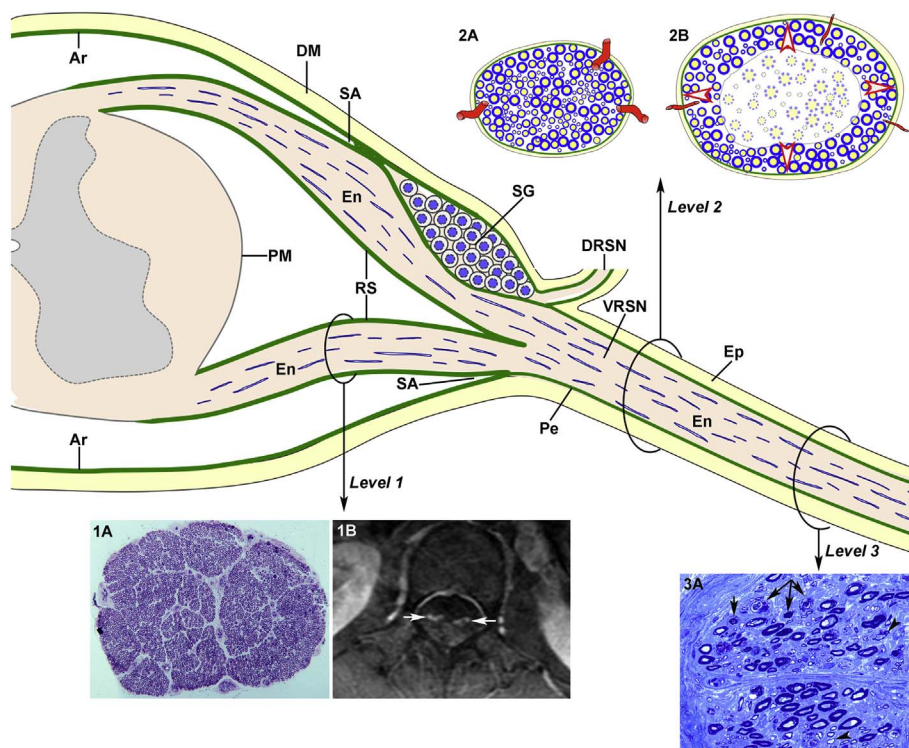 Ar
DM
SA
2A
2B
En
SG
Level 2
DRSN
PM
RS
VRSN
Ep
En
SA
Pe
En
Ar
Level 1
Level 3
1A
1B
3A